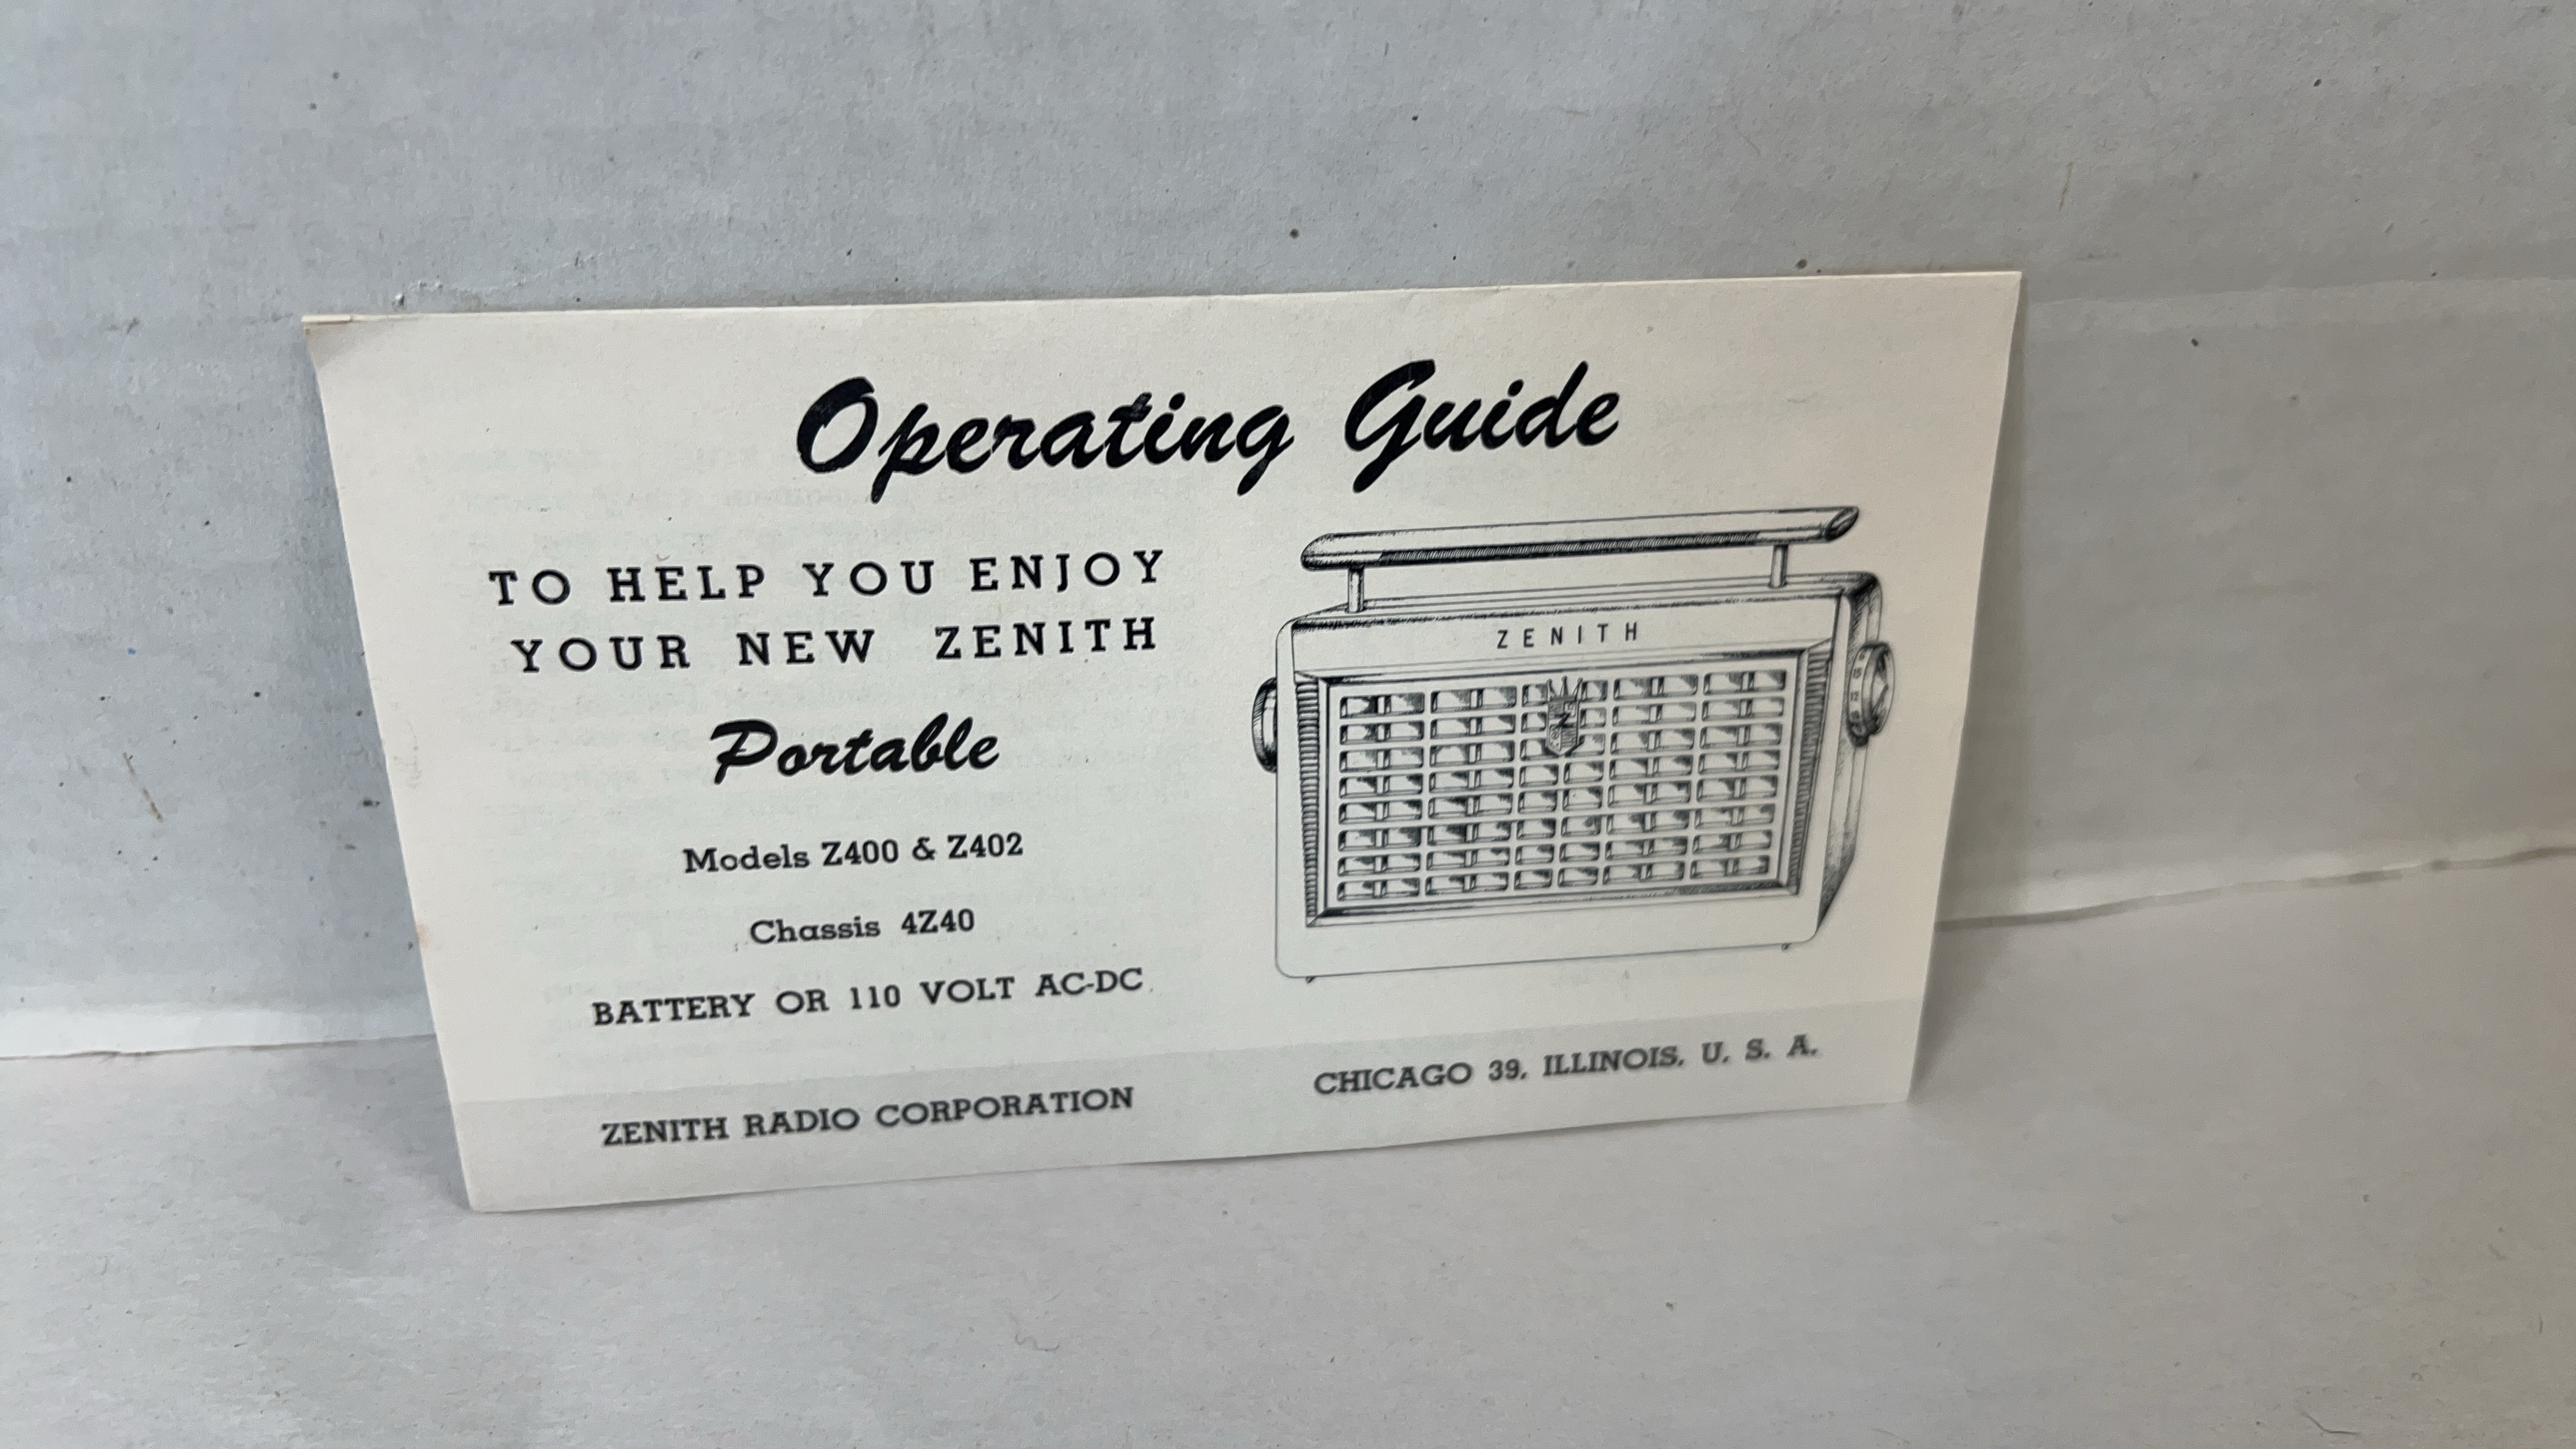 Operating Guide
TO HELP YOU ENJOY
YOUR NEW ZENITH
Portable
Models Z400 & Z402
Chassis 4Z40
BATTERY OR 110 VOLT AC-DC
ZENITH
Z
ZENITH RADIO CORPORATION
CHICAGO 39, ILLINOIS, U. S. A.